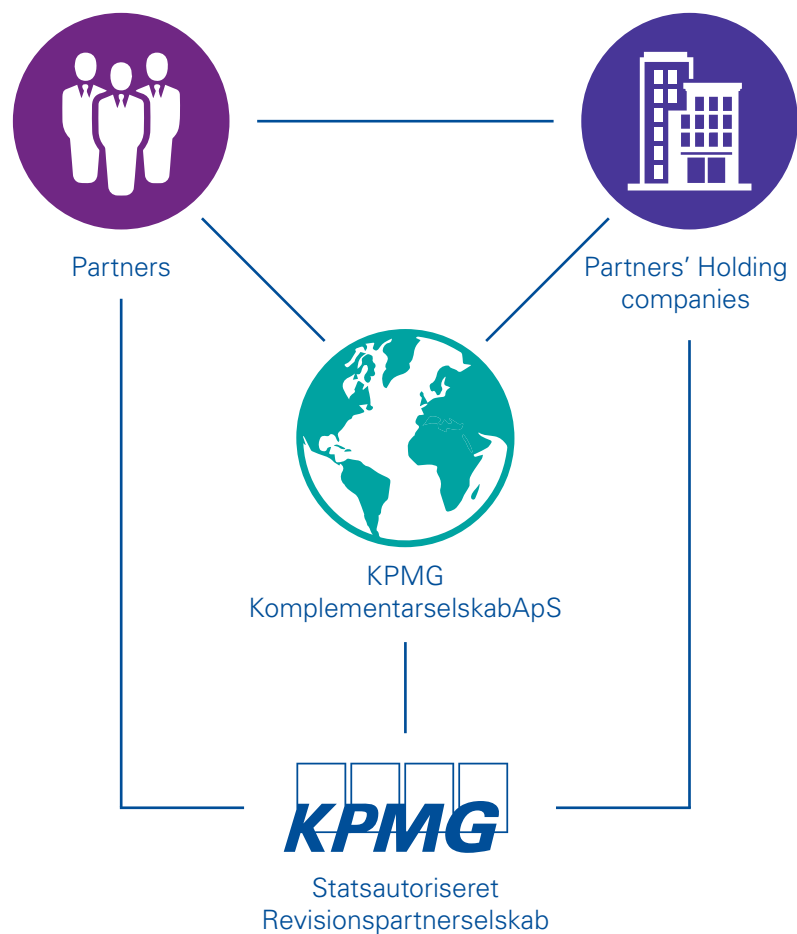 Partners
Partners’ Holding
companies
KPMG
KomplementarselskabApS
KPMG
Statsautoriseret
Revisionspartnerselskab